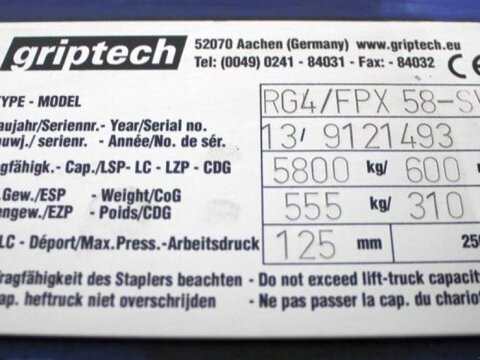 griptech
52070 Aachen (Germany) www.griptech.eu
Tel: (0049) 0241 - 84031 - Fax: - 84032 CE
TYPE - MODEL RG4/FPX 58-S
aujahr/Seriennr.- Year/Serial no.
ouwj./ serienr. - Année/No. de sér. 13/ 9121493
ragfähigk. - Cap./LSP- LC - LZP - CDG 5800 kg/ 600
.Gew./ESP - Weight/CoG
engew./EZP - Poids/CDG 555 kg/ 310
LC - Déport/Max.Press.-Arbeitsdruck 125 mm 250
ragfähigkeit des Staplers beachten - Do not exceed lift-truck capacit
ap. heftruck niet overschrijden - Ne pas passer la cap. du chario